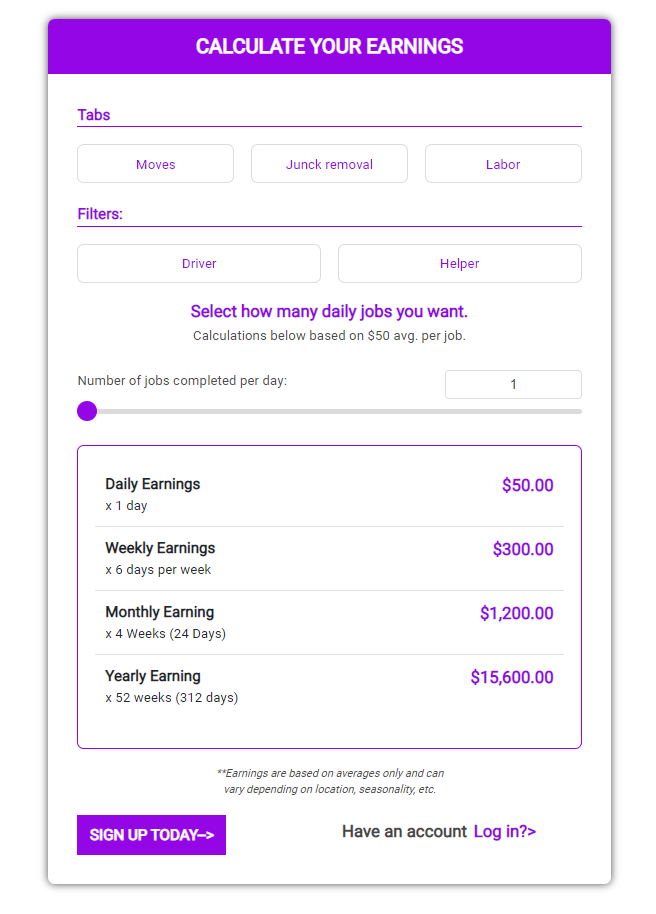 CALCULATE YOUR EARNINGS
Tabs
Moves
Junck removal
Labor
Filters:
Driver
Helper
Select how many daily jobs you want.
Calculations below based on $50 avg. per job.
Number of jobs completed per day:
1
Daily Earnings
$50.00
x 1 day
Weekly Earnings
$300.00
x 6 days per week
Monthly Earning
$1,200.00
x 4 Weeks (24 Days)
Yearly Earning
$15,600.00
x 52 weeks (312 days)
**Earnings are based on averages only and can
vary depending on location, seasonality, etc.
SIGN UP TODAY-->
Have an account Log in?>